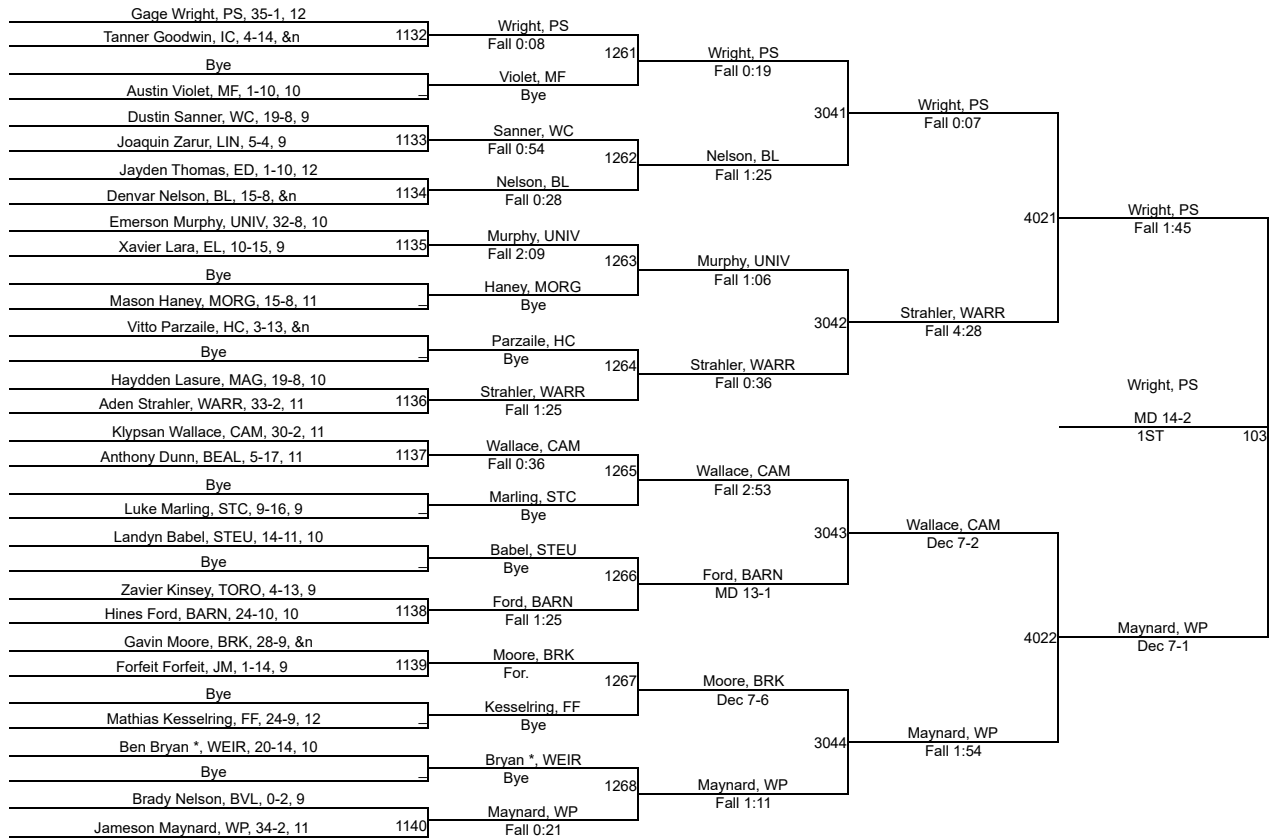 Gage Wright, PS, 35-1, 12
Tanner Goodwin, IC, 4-14, &n
1132
Bye
Austin Violet, MF, 1-10, 10
_
Dustin Sanner, WC, 19-8, 9
Joaquin Zarur, LIN, 5-4, 9
1133
Jayden Thomas, ED, 1-10, 12
Denvar Nelson, BL, 15-8, &n
1134
Emerson Murphy, UNIV, 32-8, 10
Xavier Lara, EL, 10-15, 9
1135
Bye
Mason Haney, MORG, 15-8, 11
_
Vitto Parzaile, HC, 3-13, &n
Bye
_
Haydden Lasure, MAG, 19-8, 10
Aden Strahler, WARR, 33-2, 11
1136
Klypsan Wallace, CAM, 30-2, 11
Anthony Dunn, BEAL, 5-17, 11
1137
Bye
Luke Marling, STC, 9-16, 9
_
Landyn Babel, STEU, 14-11, 10
Bye
_
Zavier Kinsey, TORO, 4-13, 9
Hines Ford, BARN, 24-10, 10
1138
Gavin Moore, BRK, 28-9, &n
Forfeit Forfeit, JM, 1-14, 9
1139
Bye
Mathias Kesselring, FF, 24-9, 12
_
Ben Bryan *, WEIR, 20-14, 10
Bye
_
Brady Nelson, BVL, 0-2, 9
Jameson Maynard, WP, 34-2, 11
1140
Wright, PS
Fall 0:08
1261
Violet, MF
Bye
Sanner, WC
Fall 0:54
1262
Nelson, BL
Fall 0:28
Murphy, UNIV
Fall 2:09
1263
Haney, MORG
Bye
Parzaile, HC
Bye
1264
Strahler, WARR
Fall 1:25
Wallace, CAM
Fall 0:36
1265
Marling, STC
Bye
Babel, STEU
Bye
1266
Ford, BARN
Fall 1:25
Moore, BRK
For.
1267
Kesselring, FF
Bye
Bryan *, WEIR
Bye
1268
Maynard, WP
Fall 0:21
Wright, PS
Fall 0:19
3041
Nelson, BL
Fall 1:25
Murphy, UNIV
Fall 1:06
3042
Strahler, WARR
Fall 0:36
Wallace, CAM
Fall 2:53
3043
Ford, BARN
MD 13-1
Moore, BRK
Dec 7-6
3044
Maynard, WP
Fall 1:11
Wright, PS
Fall 0:07
4021
Strahler, WARR
Fall 4:28
Wallace, CAM
Dec 7-2
4022
Maynard, WP
Fall 1:54
Wright, PS
Fall 1:45
Wright, PS
MD 14-2
1ST
103
Maynard, WP
Dec 7-1